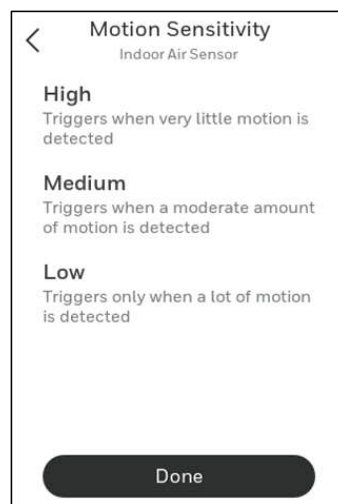 Motion Sensitivity
Indoor Air Sensor
High
Triggers when very little motion is
detected
Medium
Triggers when a moderate amount
of motion is detected
Low
Triggers only when a lot of motion
is detected
Done